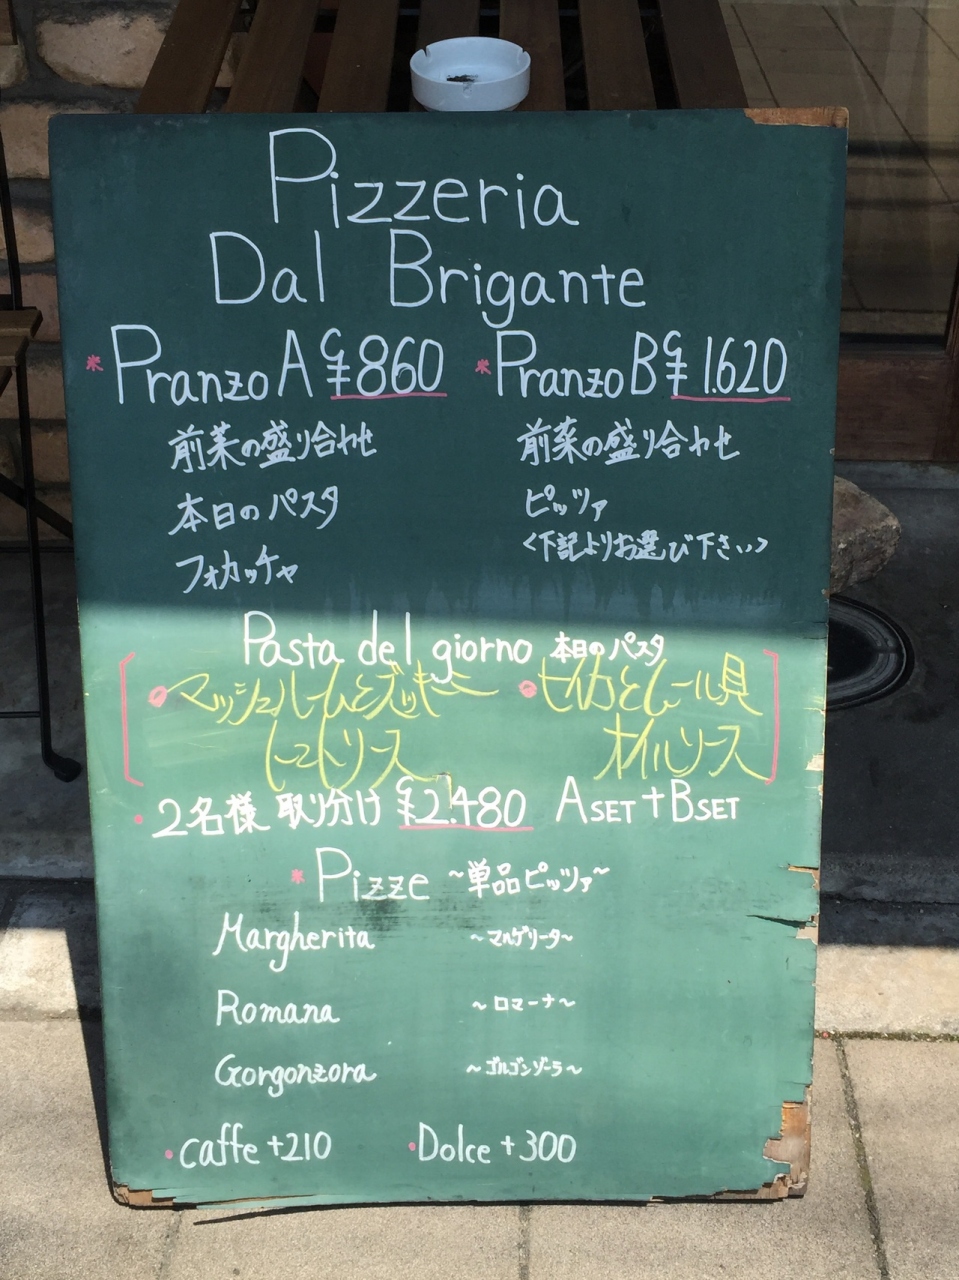 Pizzeria
Dal Brigante
* Pranzo A ¥860
前菜の盛り合わせ
本日のパスタ
フォカッチャ
* Pranzo B ¥1.620
前菜の盛り合わせ
ピッツァ
<下記よりお選び下さい>
Pasta del giorno 本日のパスタ
マッシュルームとズッキーニ
トマトソース
セルカとムール貝
オイルソース
2名様 取り分け ¥2.480 ASET+BSET
* Pizze ~単品ピッツァ~
Margherita ~マルゲリータ~
Romana ~ロマーナ~
Gorgonzora ~ゴルゴンゾーラ~
caffe+210 Dolce+300